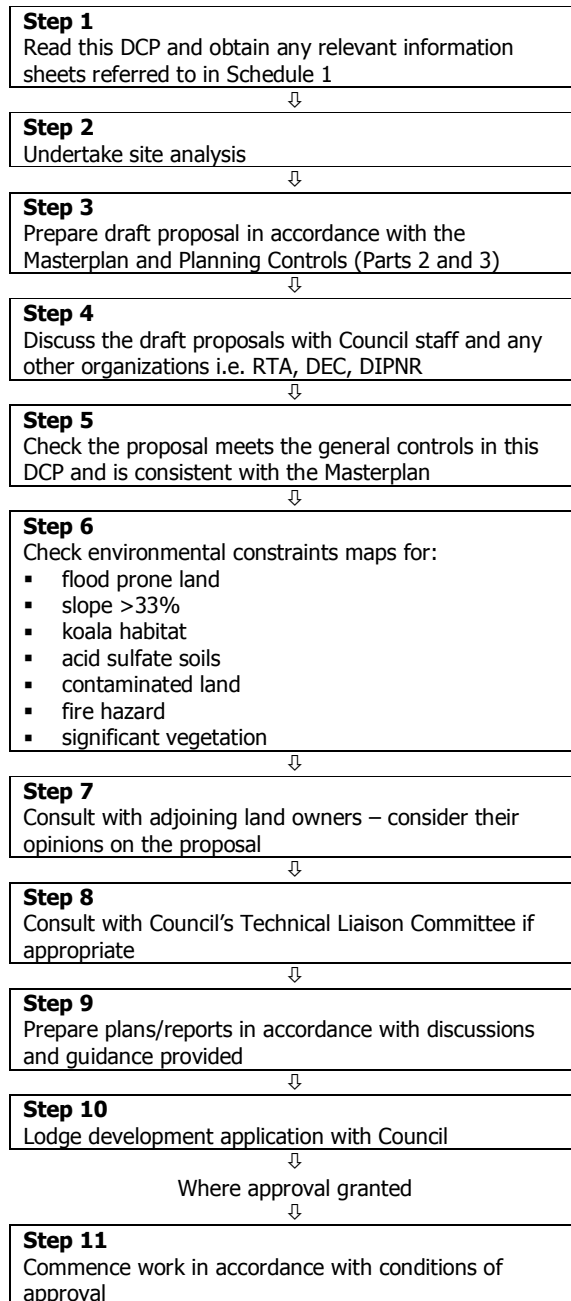 Step 1
Read this DCP and obtain any relevant information
sheets referred to in Schedule 1
⇩
Step 2
Undertake site analysis
⇩
Step 3
Prepare draft proposal in accordance with the
Masterplan and Planning Controls (Parts 2 and 3)
⇩
Step 4
Discuss the draft proposals with Council staff and any
other organizations i.e. RTA, DEC, DIPNR
⇩
Step 5
Check the proposal meets the general controls in this
DCP and is consistent with the Masterplan
⇩
Step 6
Check environmental constraints maps for:
▪ flood prone land
▪ slope >33%
▪ koala habitat
▪ acid sulfate soils
▪ contaminated land
▪ fire hazard
▪ significant vegetation
⇩
Step 7
Consult with adjoining land owners – consider their
opinions on the proposal
⇩
Step 8
Consult with Council’s Technical Liaison Committee if
appropriate
⇩
Step 9
Prepare plans/reports in accordance with discussions
and guidance provided
⇩
Step 10
Lodge development application with Council
⇩
Where approval granted
⇩
Step 11
Commence work in accordance with conditions of
approval